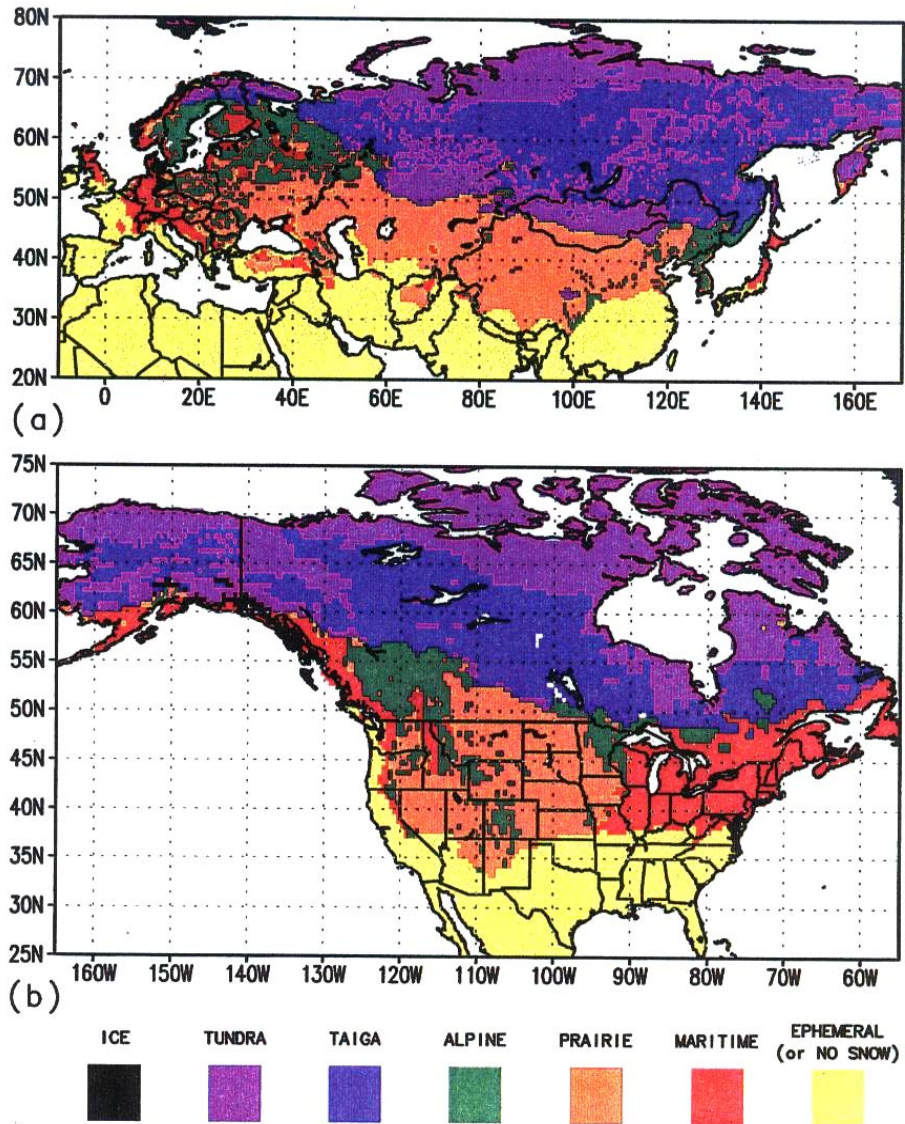 80N
70N
60N
50N
40N
30N
20N
0 20E 40E 60E 80E 100E 120E 140E 160E
(a)
75N
70N
65N
60N
55N
50N
45N
40N
35N
30N
25N
160W 150W 140W 130W 120W 110W 100W 90W 80W 70W 60W
(b)
ICE TUNDRA TAIGA ALPINE PRAIRIE MARITIME EPHEMERAL
(or NO SNOW)